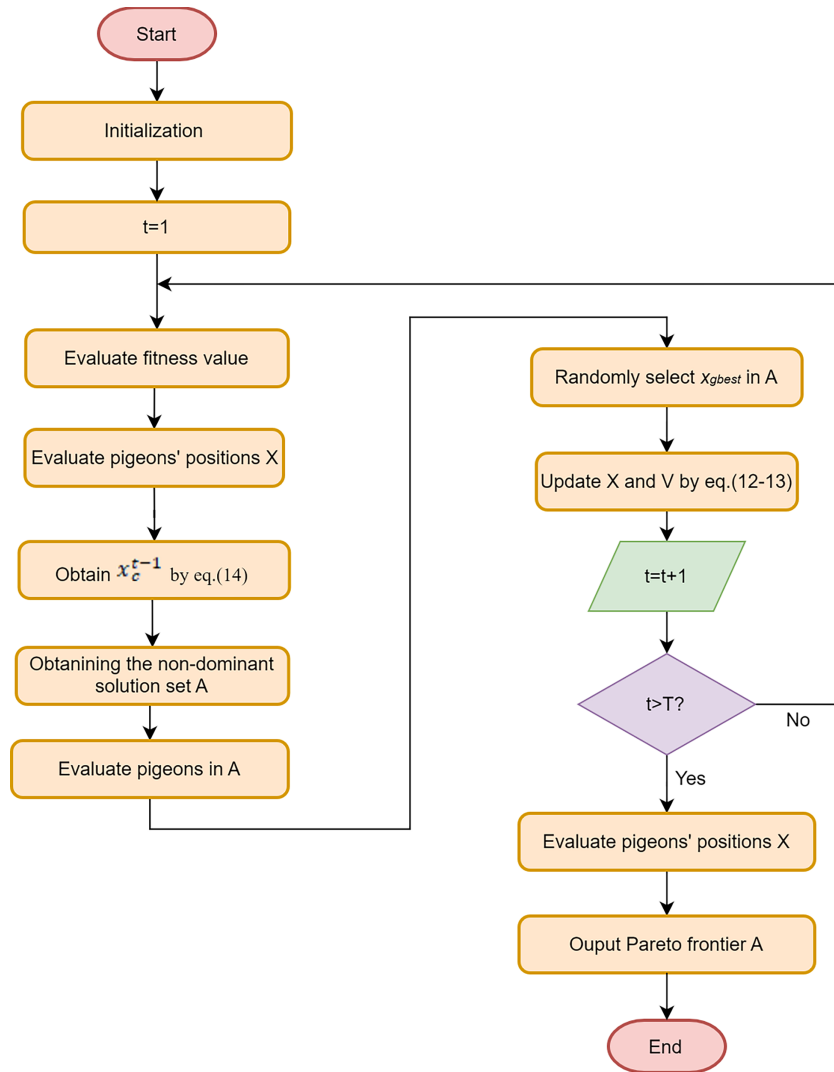 Start
Initialization
t=1
Evaluate fitness value
Evaluate pigeons' positions X
Obtain x_c^{t-1} by eq.(14)
Obtanining the non-dominant
solution set A
Evaluate pigeons in A
Randomly select x_{gbest} in A
Update X and V by eq.(12-13)
t=t+1
t>T?
No
Yes
Evaluate pigeons' positions X
Ouput Pareto frontier A
End